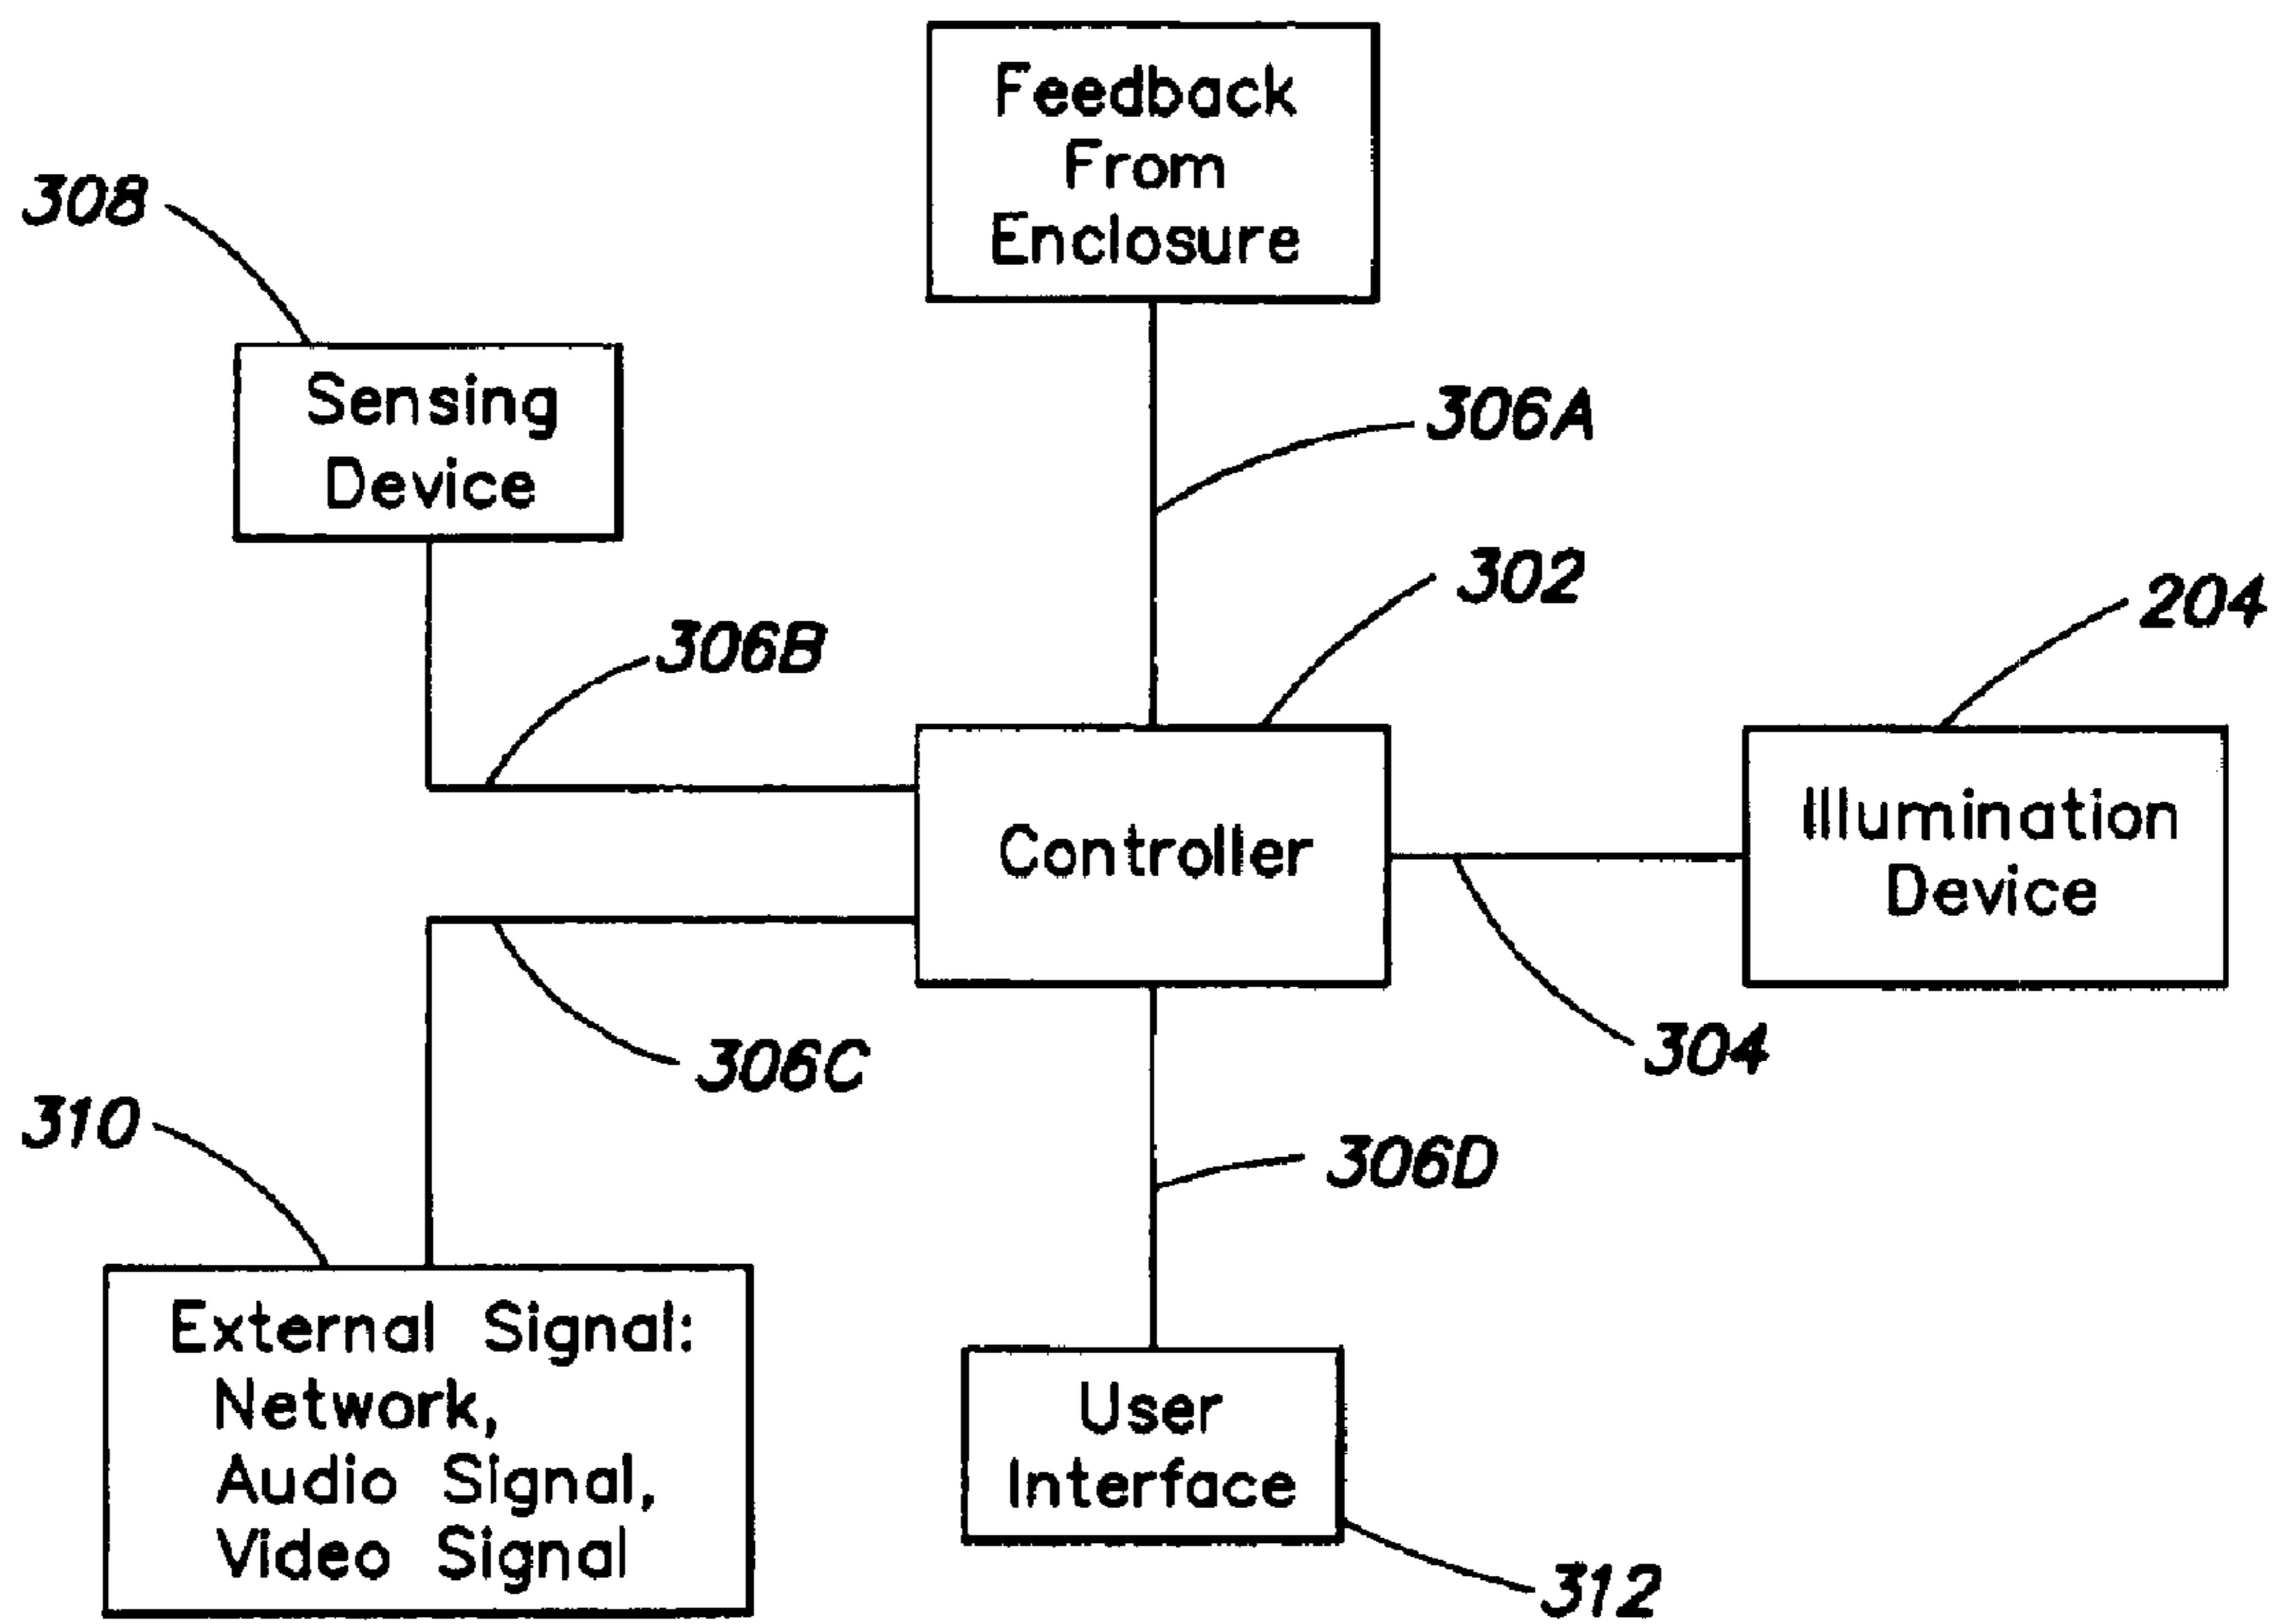 Feedback
From
Enclosure
308
Sensing
Device
306A
302
204
306B
Controller
Illumination
Device
304
306C
310
306D
External Signal:
Network,
Audio Signal,
Video Signal
User
Interface
312